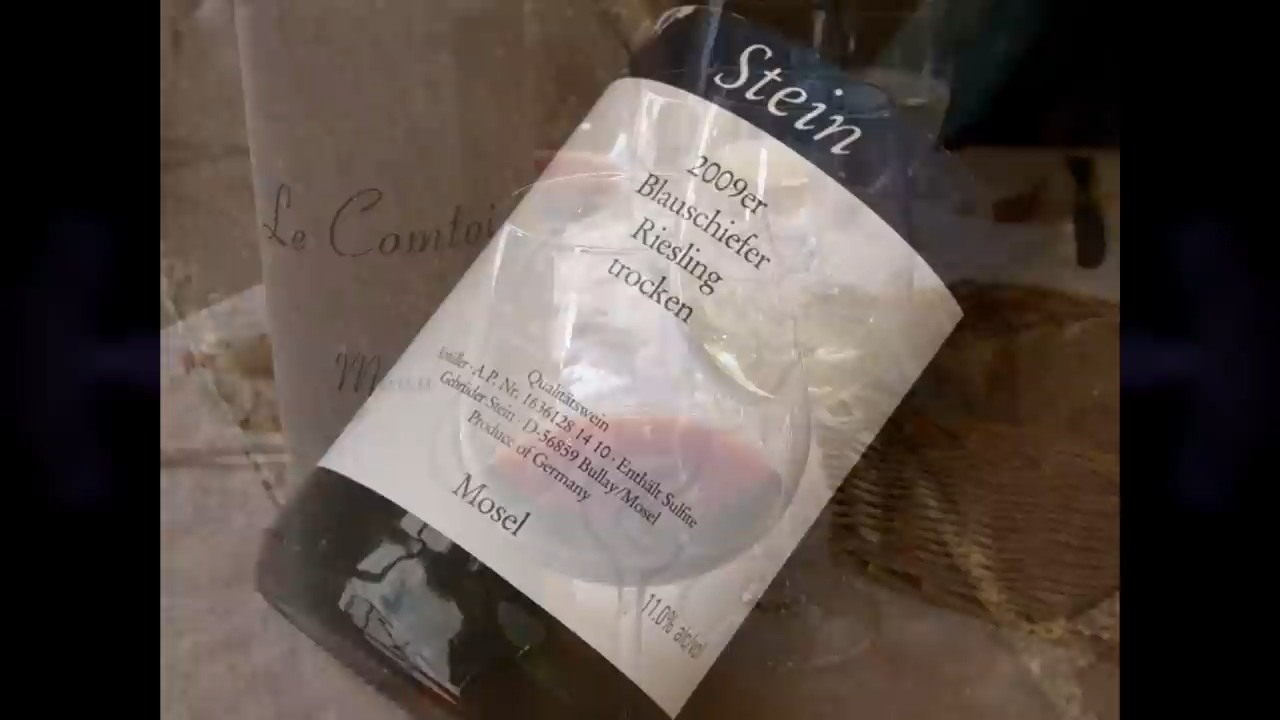 Stein
2009er
Blauschiefer
Riesling
trocken
Qualitätswein
A.P. Nr. 1636128 14 10 · Enthält Sulfite
Gebrüder Stein · D-56859 Bullay/Mosel
Produce of Germany
Mosel
11.0% alc/vol
Le Comtoi